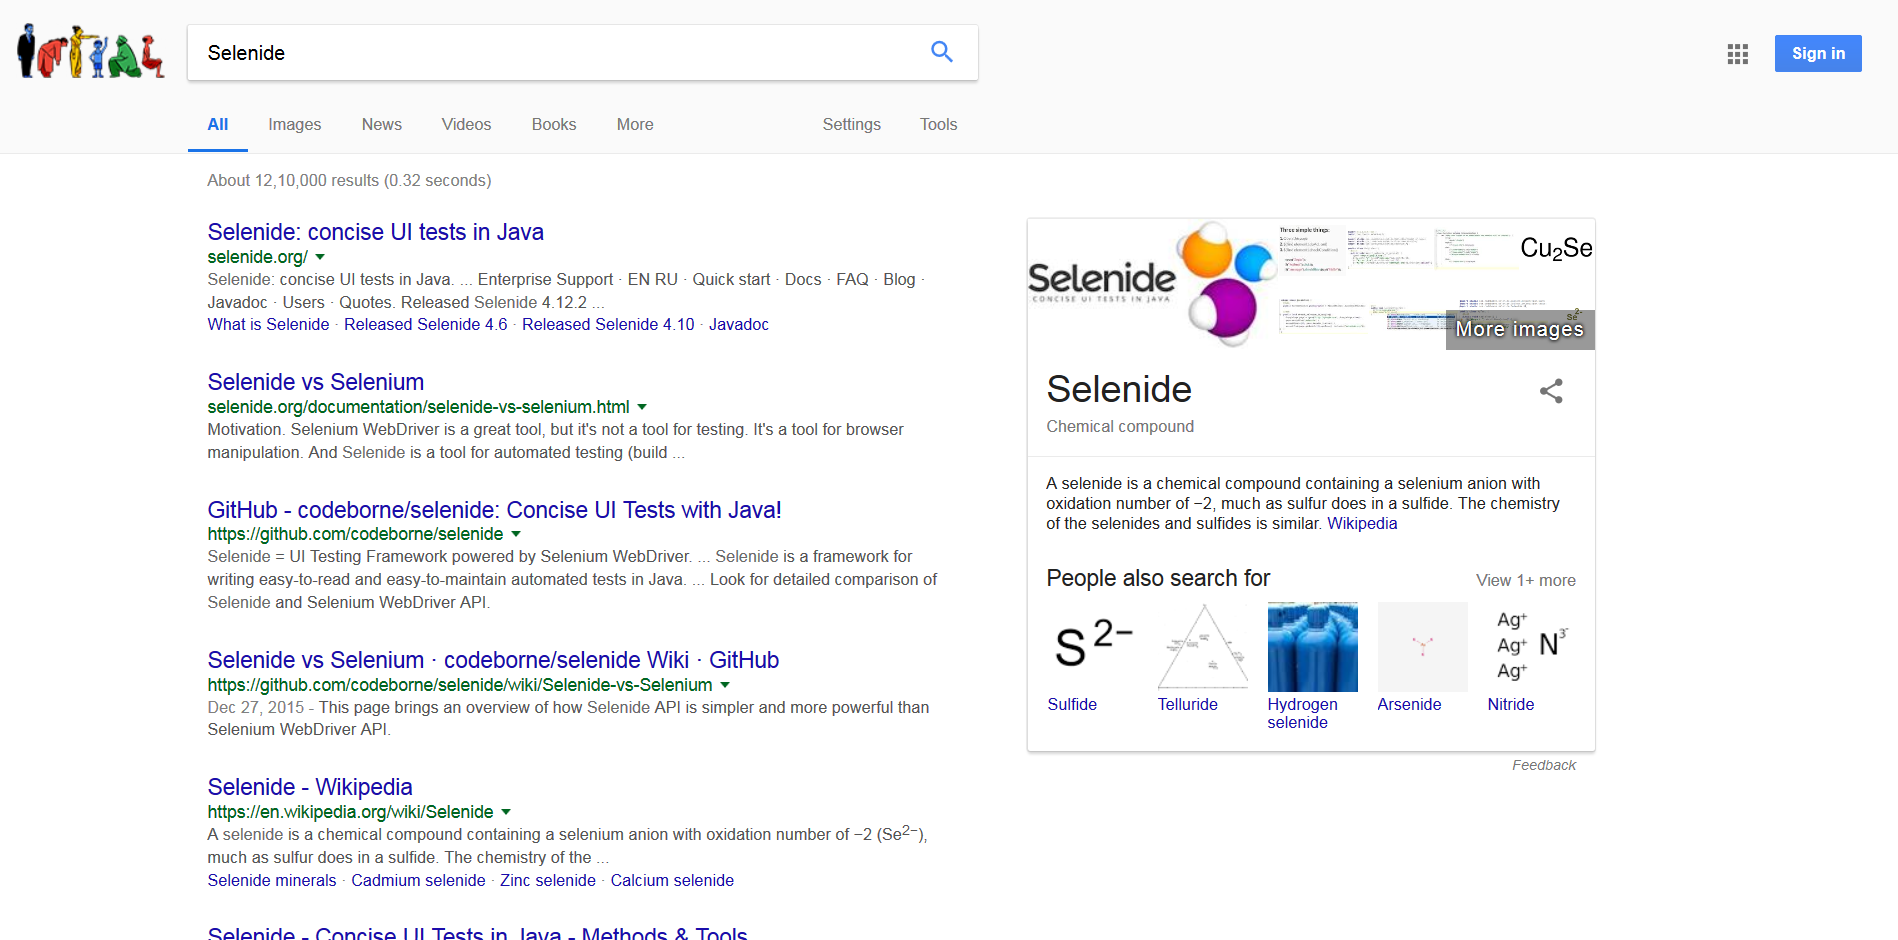 Selenide
Sign in
All Images News Videos Books More Settings Tools
About 12,10,000 results (0.32 seconds)
Selenide: concise UI tests in Java
selenide.org/
Selenide: concise UI tests in Java. ... Enterprise Support · EN RU · Quick start · Docs · FAQ · Blog ·
Javadoc · Users · Quotes. Released Selenide 4.12.2 ...
What is Selenide · Released Selenide 4.6 · Released Selenide 4.10 · Javadoc
Selenide vs Selenium
selenide.org/documentation/selenide-vs-selenium.html
Motivation. Selenium WebDriver is a great tool, but it's not a tool for testing. It's a tool for browser
manipulation. And Selenide is a tool for automated testing (build ...
GitHub - codeborne/selenide: Concise UI Tests with Java!
https://github.com/codeborne/selenide
Selenide = UI Testing Framework powered by Selenium WebDriver. ... Selenide is a framework for
writing easy-to-read and easy-to-maintain automated tests in Java. ... Look for detailed comparison of
Selenide and Selenium WebDriver API.
Selenide vs Selenium · codeborne/selenide Wiki · GitHub
https://github.com/codeborne/selenide/wiki/Selenide-vs-Selenium
Dec 27, 2015 - This page brings an overview of how Selenide API is simpler and more powerful than
Selenium WebDriver API.
Selenide - Wikipedia
https://en.wikipedia.org/wiki/Selenide
A selenide is a chemical compound containing a selenium anion with oxidation number of −2 (Se²⁻),
much as sulfur does in a sulfide. The chemistry of the ...
Selenide minerals · Cadmium selenide · Zinc selenide · Calcium selenide
Selenide - Concise UI Tests in Java - Methods & Tools
Selenide
CONCISE UI TESTS IN JAVA
Three simple things:
Cu₂Se
Se²⁻
More images
Selenide
Chemical compound
A selenide is a chemical compound containing a selenium anion with
oxidation number of −2, much as sulfur does in a sulfide. The chemistry
of the selenides and sulfides is similar. Wikipedia
People also search for
View 1+ more
S²⁻
Ag⁺
Ag⁺ N³⁻
Ag⁺
Sulfide
Telluride
Hydrogen
selenide
Arsenide
Nitride
Feedback